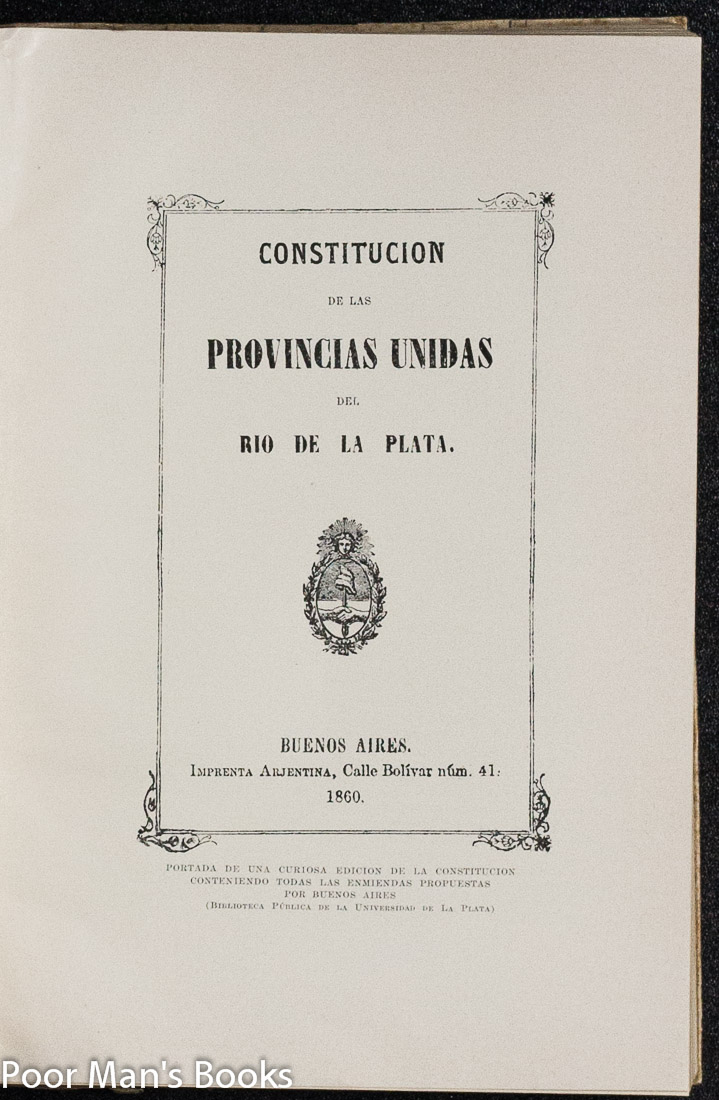 CONSTITUCION
DE LAS
PROVINCIAS UNIDAS
DEL
RIO DE LA PLATA.
BUENOS AIRES.
IMPRENTA ARJENTINA, Calle Bolívar núm. 41:
1860.
PORTADA DE UNA CURIOSA EDICION DE LA CONSTITUCION
CONTENIENDO TODAS LAS ENMIENDAS PROPUESTAS
POR BUENOS AIRES
(BIBLIOTECA PÚBLICA DE LA UNIVERSIDAD DE LA PLATA)
Poor Man's Books